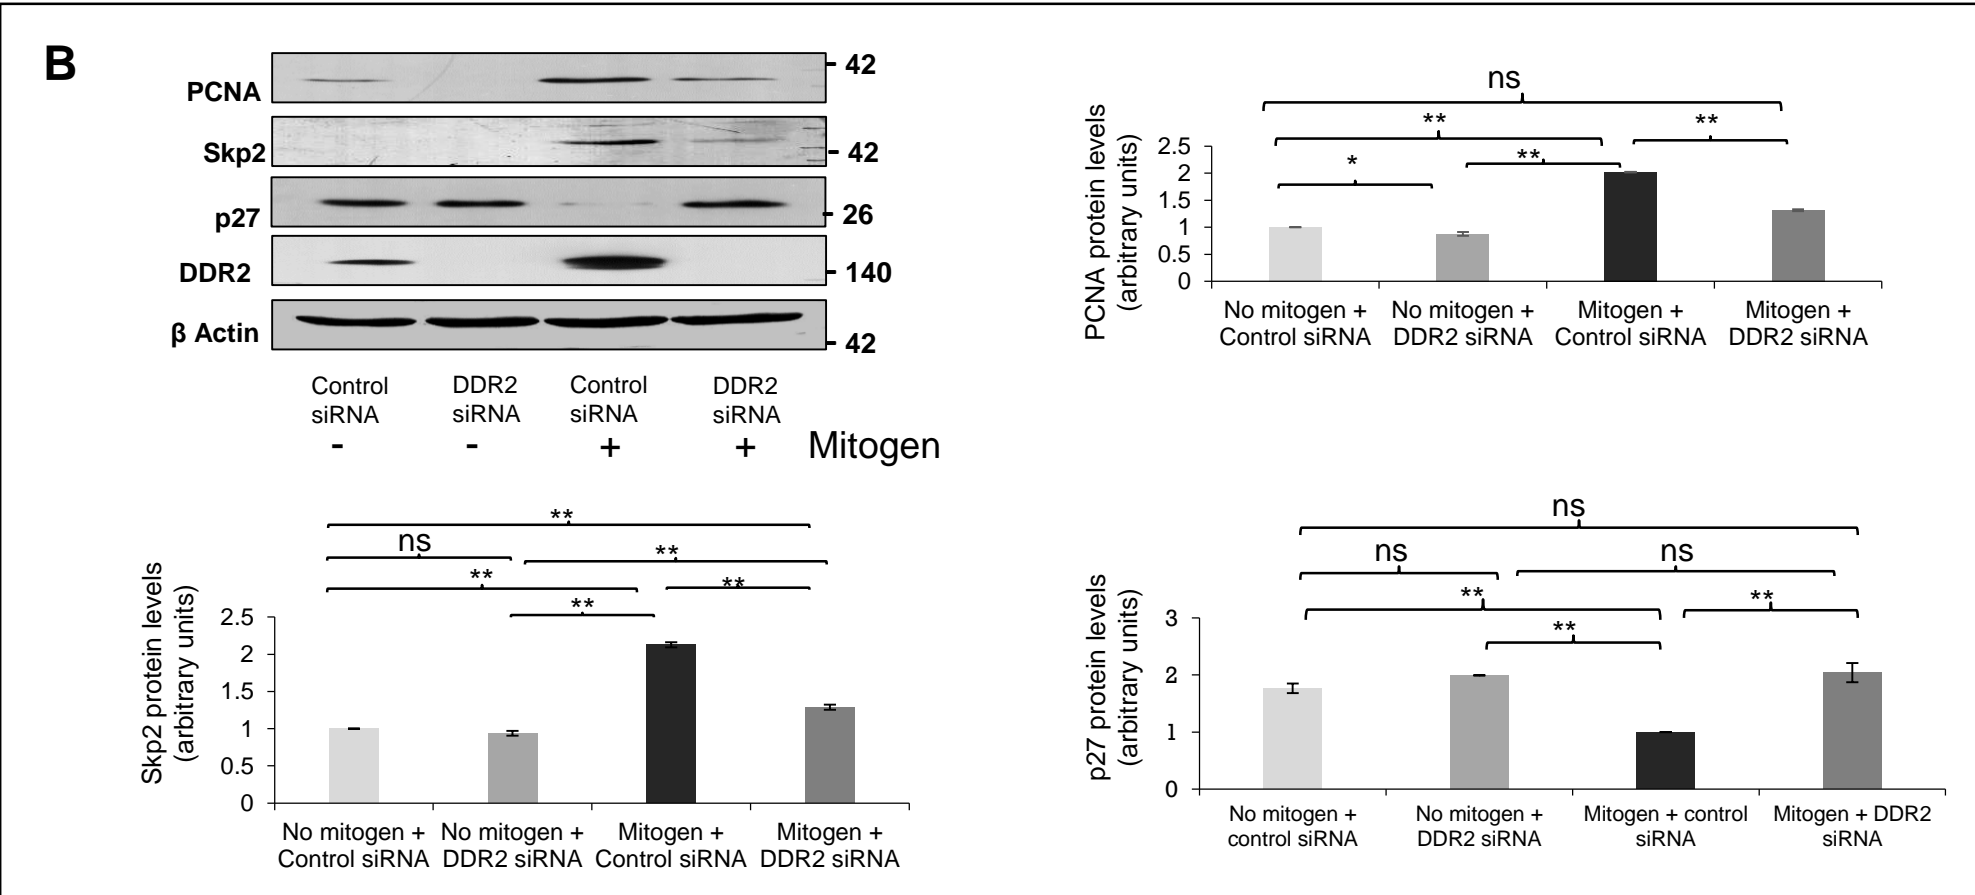 B
PCNA
42
Skp2
42
p27
26
DDR2
140
β Actin
42
Control
siRNA
DDR2
siRNA
Control
siRNA
DDR2
siRNA
-
-
+
+
Mitogen
ns
**
**
*
**
PCNA protein levels
(arbitrary units)
2.5
2
1.5
1
0.5
0
No mitogen +
Control siRNA
No mitogen +
DDR2 siRNA
Mitogen +
Control siRNA
Mitogen +
DDR2 siRNA
**
ns
**
**
**
**
Skp2 protein levels
(arbitrary units)
2.5
2
1.5
1
0.5
0
No mitogen +
Control siRNA
No mitogen +
DDR2 siRNA
Mitogen +
Control siRNA
Mitogen +
DDR2 siRNA
ns
ns
ns
**
**
**
p27 protein levels
(arbitrary units)
3
2
1
0
No mitogen +
control siRNA
No mitogen +
DDR2 siRNA
Mitogen + control
siRNA
Mitogen + DDR2
siRNA